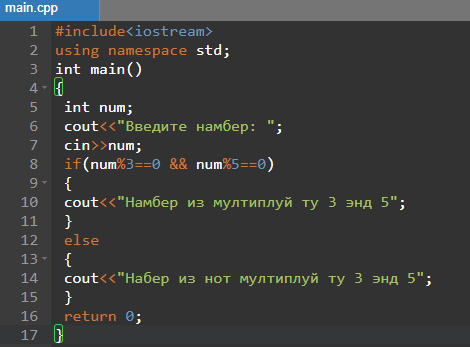 main.cpp
1 #include<iostream>
2 using namespace std;
3 int main()
4 {
5 int num;
6 cout<<"Введите намбер: ";
7 cin>>num;
8 if(num%3==0 && num%5==0)
9 {
10 cout<<"Намбер из мултиплуй ту 3 энд 5";
11 }
12 else
13 {
14 cout<<"Набер из нот мултиплуй ту 3 энд 5";
15 }
16 return 0;
17 }